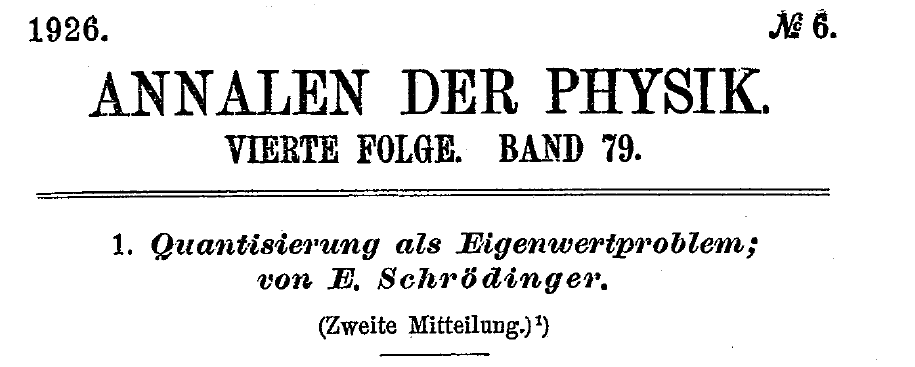 1926. № 6.
ANNALEN DER PHYSIK.
VIERTE FOLGE. BAND 79.
1. Quantisierung als Eigenwertproblem;
von E. Schrödinger.
(Zweite Mitteilung.)¹)